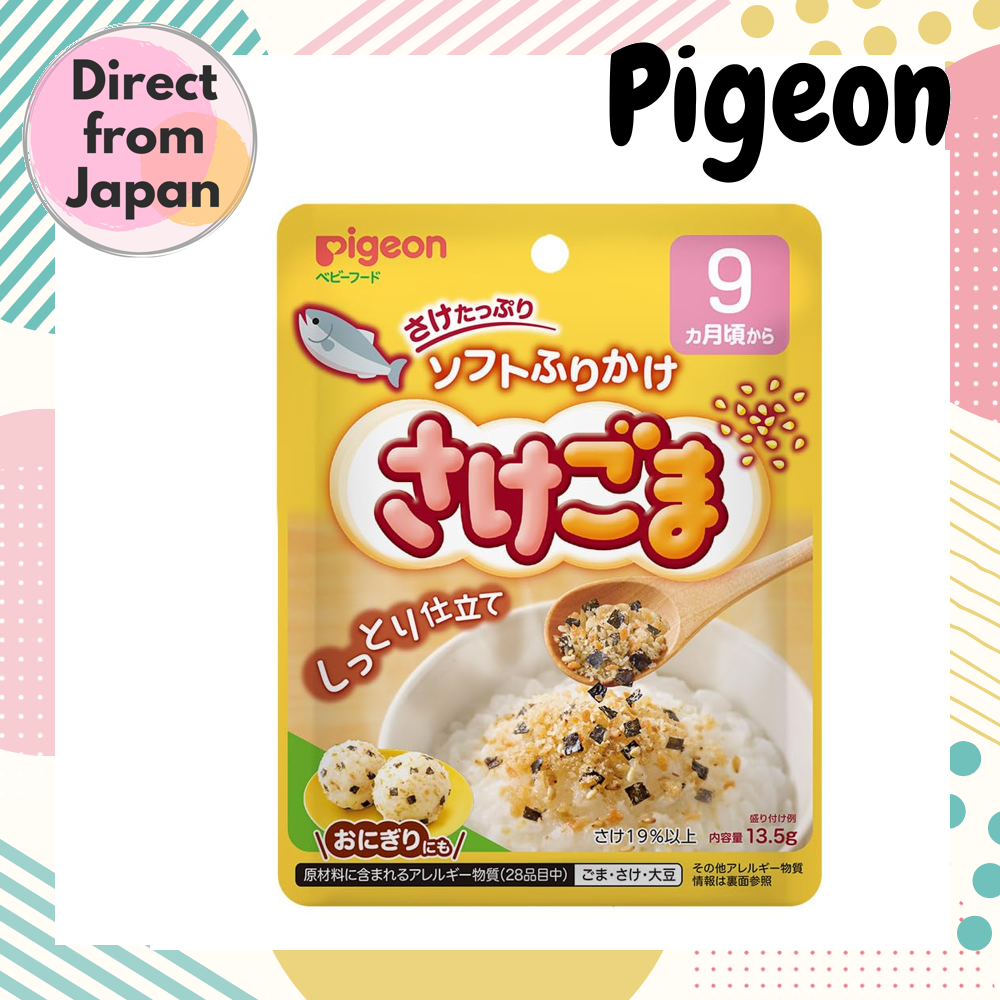 Direct
from
Japan
Pigeon
Pigeon
ベビーフード
9
カ月頃から
さけたっぷり
ソフトふりかけ
さけごま
しっとり仕立て
おにぎりにも
盛り付け例
さけ19%以上 内容量 13.5g
原材料に含まれるアレルギー物質(28品目中) ごま・さけ・大豆
その他アレルギー物質
情報は裏面参照